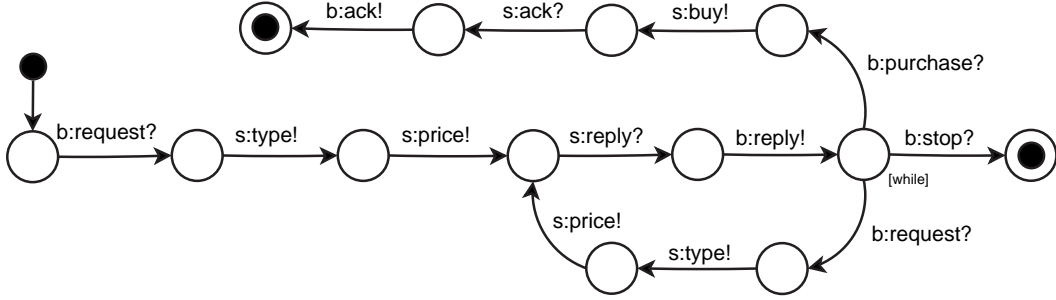 b:ack! s:ack? s:buy!
b:purchase?
b:request? s:type! s:price! s:reply? b:reply! b:stop?
[while]
s:price!
b:request?
s:type!